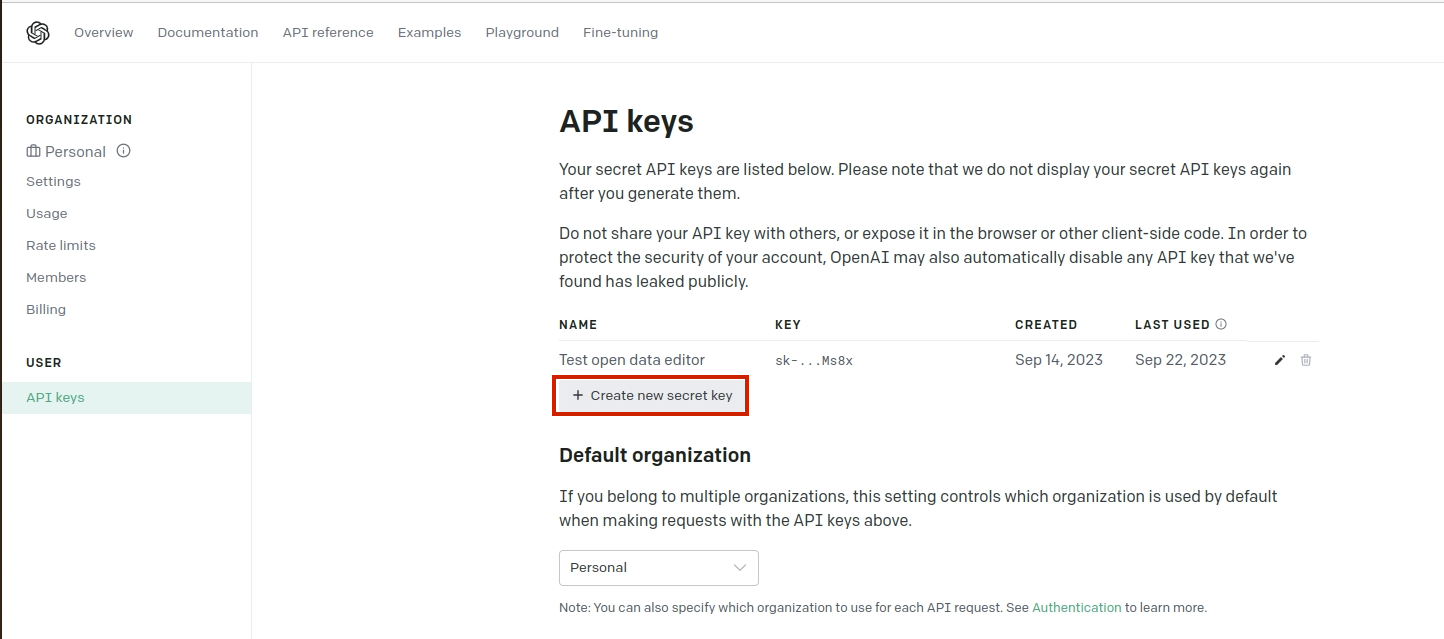 Overview Documentation API reference Examples Playground Fine-tuning
ORGANIZATION
Personal
Settings
Usage
Rate limits
Members
Billing
USER
API keys
API keys
Your secret API keys are listed below. Please note that we do not display your secret API keys again
after you generate them.
Do not share your API key with others, or expose it in the browser or other client-side code. In order to
protect the security of your account, OpenAI may also automatically disable any API key that we've
found has leaked publicly.
NAME KEY CREATED LAST USED
Test open data editor sk-...Ms8x Sep 14, 2023 Sep 22, 2023
+ Create new secret key
Default organization
If you belong to multiple organizations, this setting controls which organization is used by default
when making requests with the API keys above.
Personal
Note: You can also specify which organization to use for each API request. See Authentication to learn more.